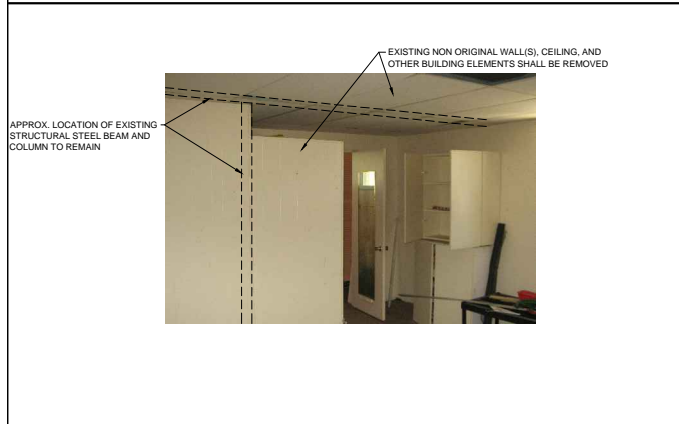 EXISTING NON ORIGINAL WALL(S), CEILING, AND
OTHER BUILDING ELEMENTS SHALL BE REMOVED
APPROX. LOCATION OF EXISTING
STRUCTURAL STEEL BEAM AND
COLUMN TO REMAIN